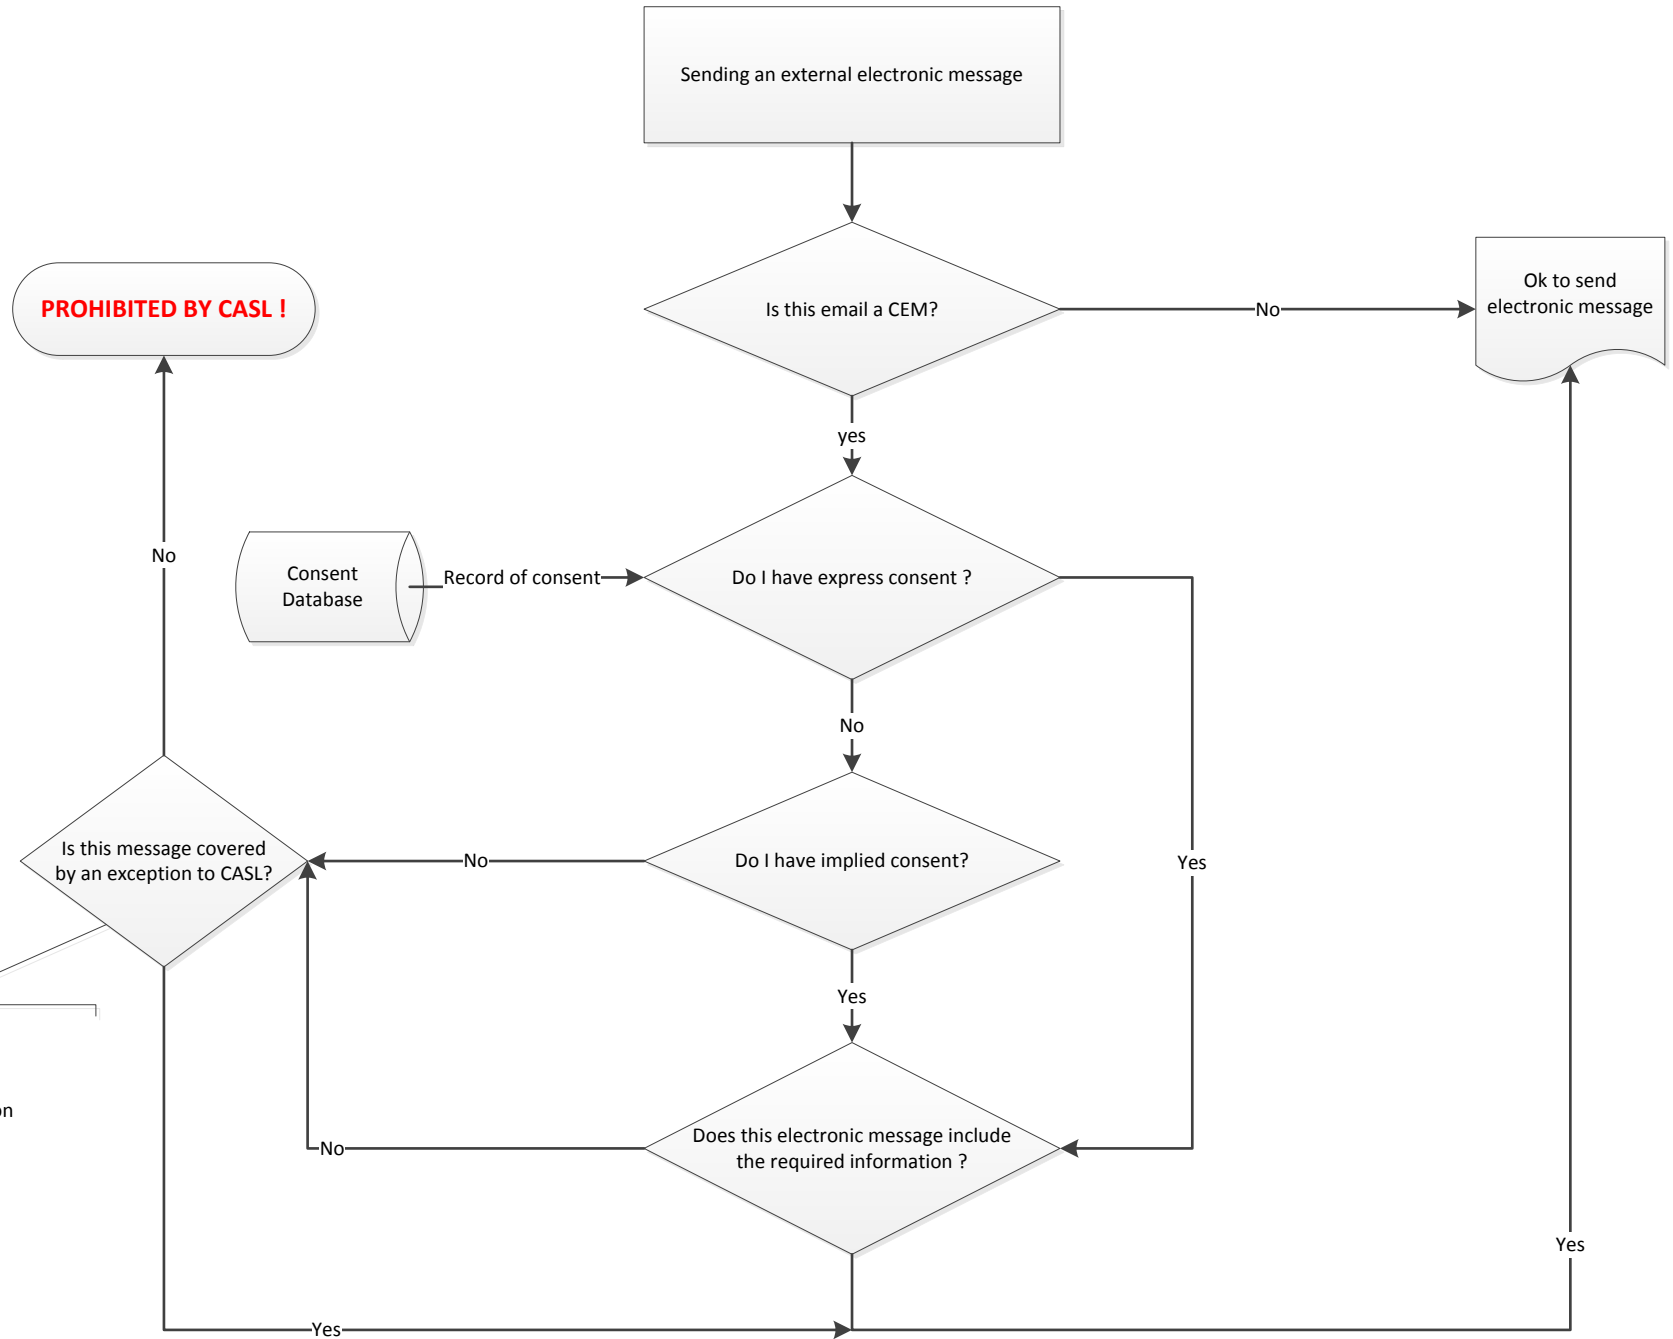 Sending an external electronic message
Is this email a CEM?
No
Ok to send
electronic message
PROHIBITED BY CASL !
yes
No
Consent
Database
Record of consent
Do I have express consent ?
No
Is this message covered
by an exception to CASL?
No
Do I have implied consent?
Yes
Yes
on
No
Does this electronic message include
the required information ?
Yes
Yes